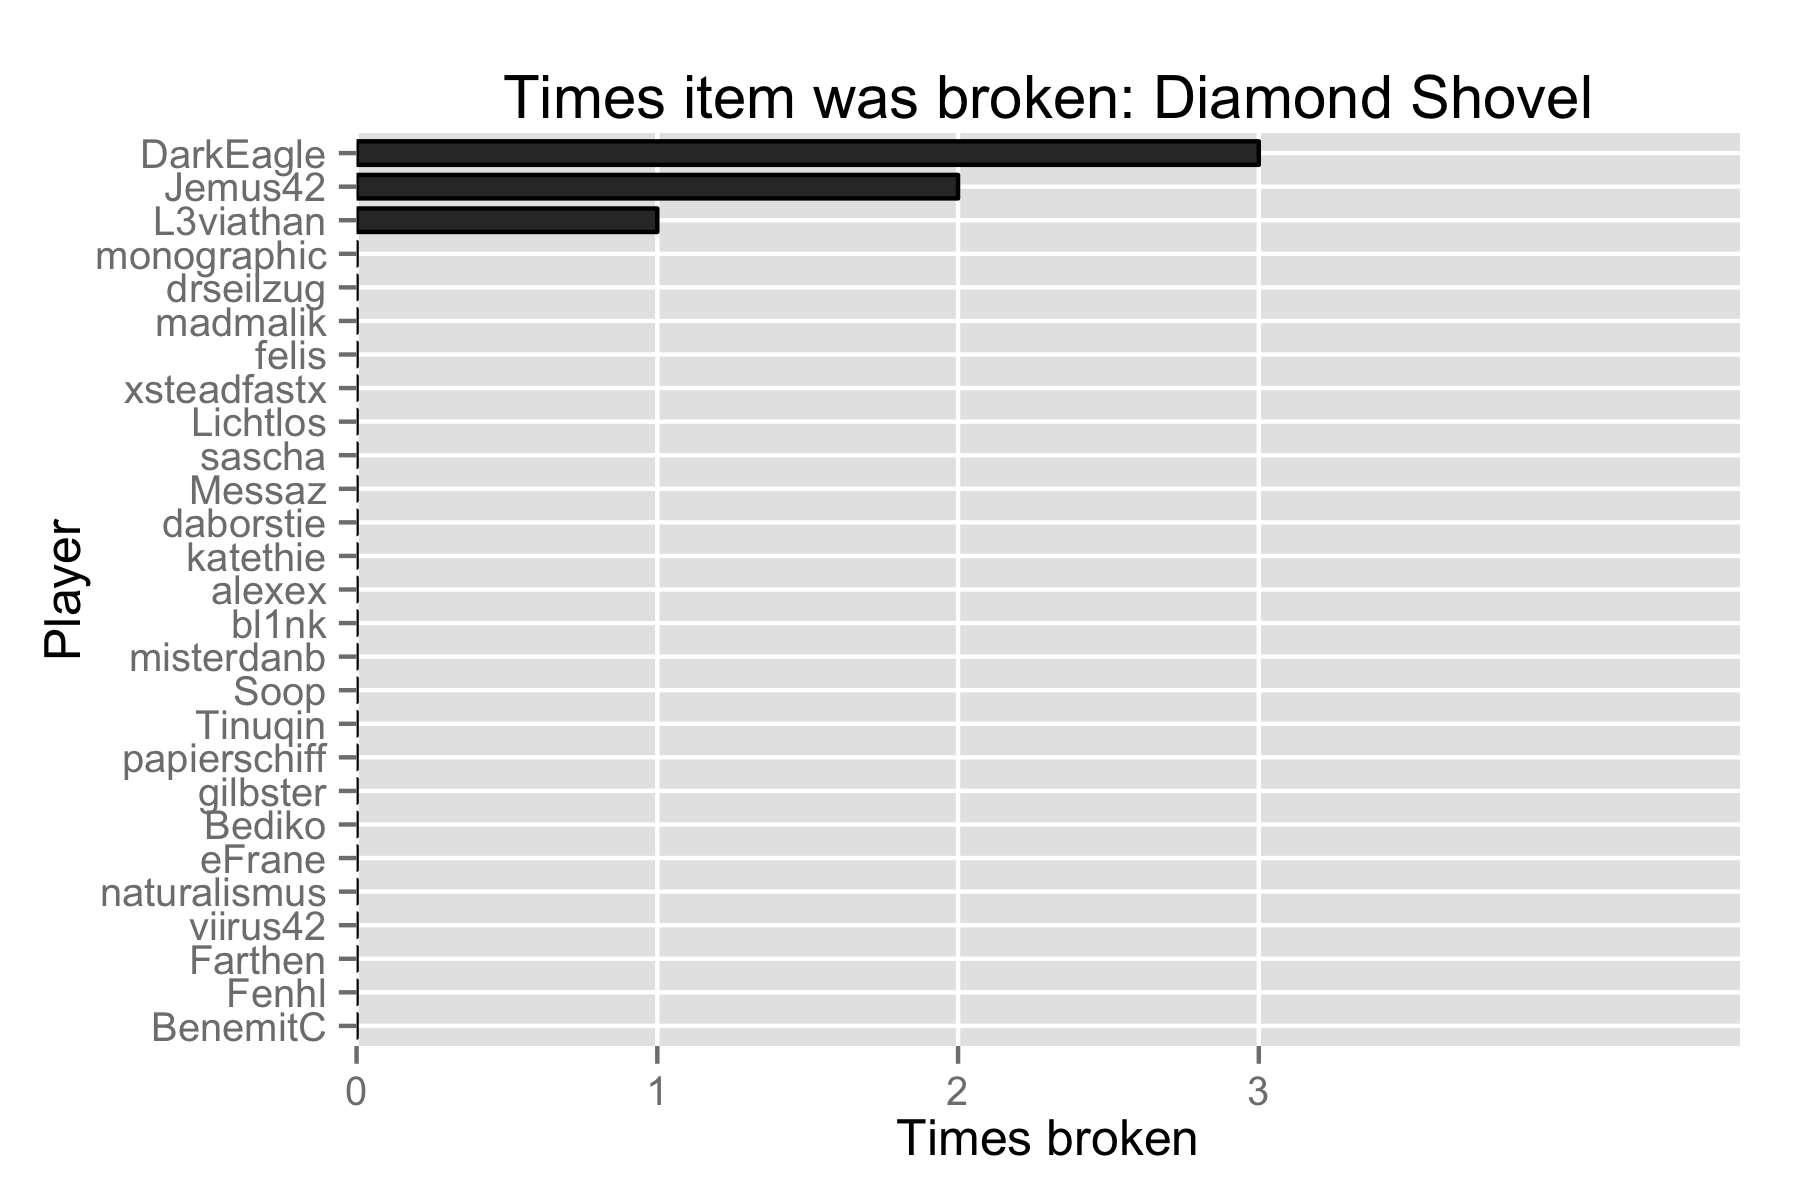 Times item was broken: Diamond Shovel
DarkEagle
Jemus42
L3viathan
monographic
drseilzug
madmalik
felis
xsteadfastx
Lichtlos
sascha
Messaz
daborstie
katethie
alexex
bl1nk
misterdanb
Soop
Tinuqin
papierschiff
gilbster
Bediko
eFrane
naturalismus
viirus42
Farthen
Fenhl
BenemitC
Player
0 1 2 3
Times broken